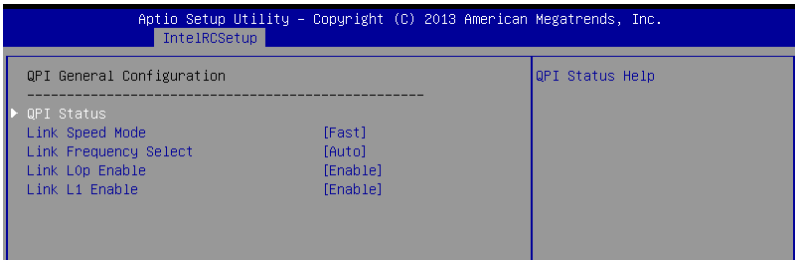 Aptio Setup Utility – Copyright (C) 2013 American Megatrends, Inc.
IntelRCSetup
QPI General Configuration
QPI Status Help
--------------------------------------------------
QPI Status
Link Speed Mode [Fast]
Link Frequency Select [Auto]
Link L0p Enable [Enable]
Link L1 Enable [Enable]